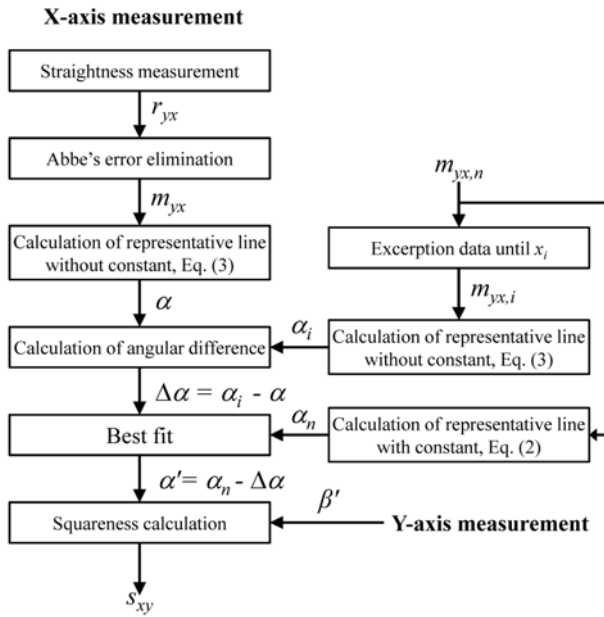 X-axis measurement
Straightness measurement
r_yx
Abbe's error elimination
m_yx
Calculation of representative line
without constant, Eq. (3)
α
Calculation of angular difference
Δα = α_i - α
Best fit
α' = α_n - Δα
Squareness calculation
s_xy
m_yx,n
Excerption data until x_i
m_yx,i
Calculation of representative line
without constant, Eq. (3)
α_i
Calculation of representative line
with constant, Eq. (2)
α_n
β'
Y-axis measurement